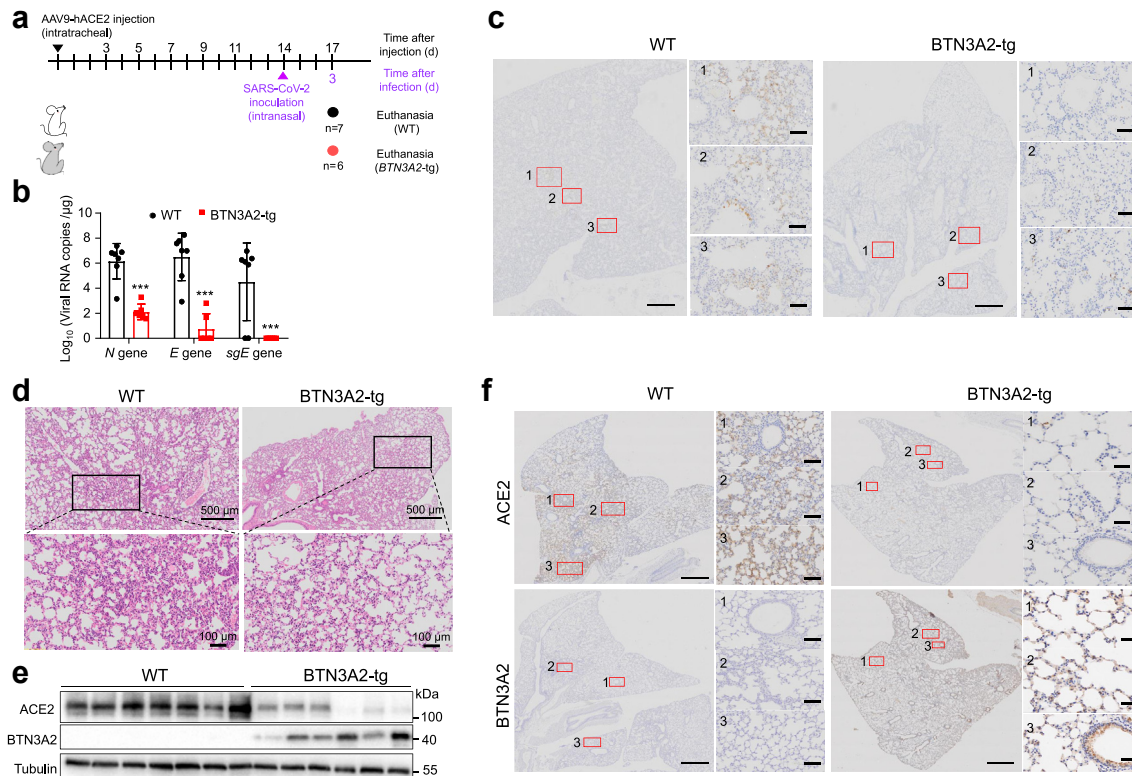 a
AAV9-hACE2 injection
(intratracheal)
3 5 7 9 11 14 17
Time after
injection (d)
3
Time after
infection (d)
SARS-CoV-2
inoculation
(intranasal)
n=7
Euthanasia
(WT)
n=6
Euthanasia
(BTN3A2-tg)
b
WT BTN3A2-tg
Log10 (Viral RNA copies /µg)
10
8
6
4
2
0
*** *** ***
N gene E gene sgE gene
c
WT BTN3A2-tg
1 2 3
1
2
3
1 2 3
1
2
3
d
WT BTN3A2-tg
500 µm 500 µm
100 µm 100 µm
e
WT BTN3A2-tg
kDa
ACE2 100
BTN3A2 40
Tubulin 55
f
WT BTN3A2-tg
ACE2
1 2 3
1
2
3
2 3 1
1
2
3
BTN3A2
2 1 3
1
2
3
2 3 1
1
2
3